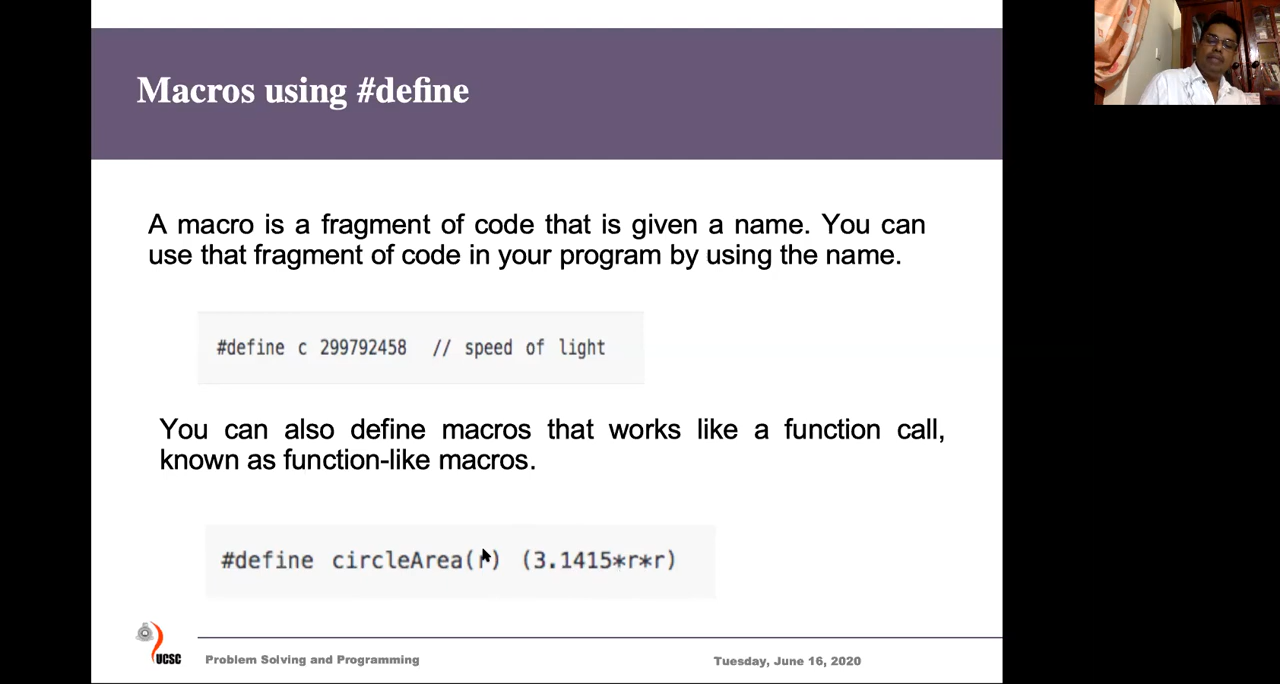 Macros using #define
A macro is a fragment of code that is given a name. You can
use that fragment of code in your program by using the name.
#define c 299792458 // speed of light
You can also define macros that works like a function call,
known as function-like macros.
#define circleArea(r) (3.1415*r*r)
UCSC
Problem Solving and Programming
Tuesday, June 16, 2020